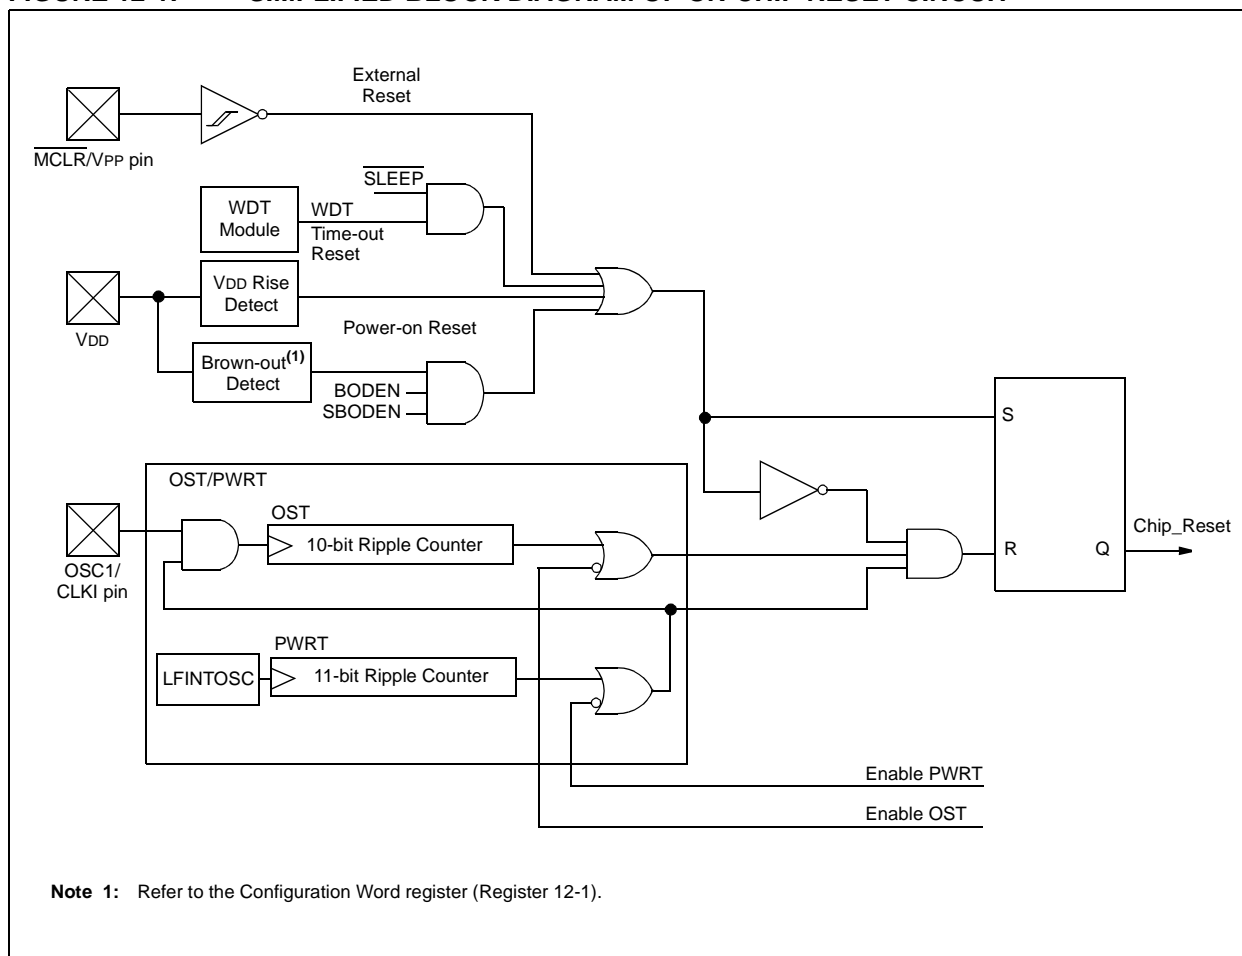 External
Reset
MCLR/VPP pin
SLEEP
WDT
Module
WDT
Time-out
Reset
VDD
VDD Rise
Detect
Power-on Reset
Brown-out(1)
Detect
BODEN
SBODEN
S
R
Q
Chip_Reset
OST/PWRT
OST
10-bit Ripple Counter
OSC1/
CLKI pin
PWRT
LFINTOSC
11-bit Ripple Counter
Enable PWRT
Enable OST
Note 1: Refer to the Configuration Word register (Register 12-1).